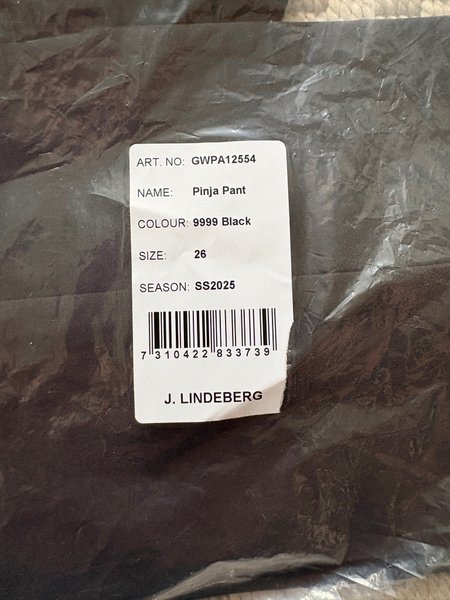 ART. NO: GWPA12554
NAME: Pinja Pant
COLOUR: 9999 Black
SIZE: 26
SEASON: SS2025
7 310422 833739
J. LINDEBERG